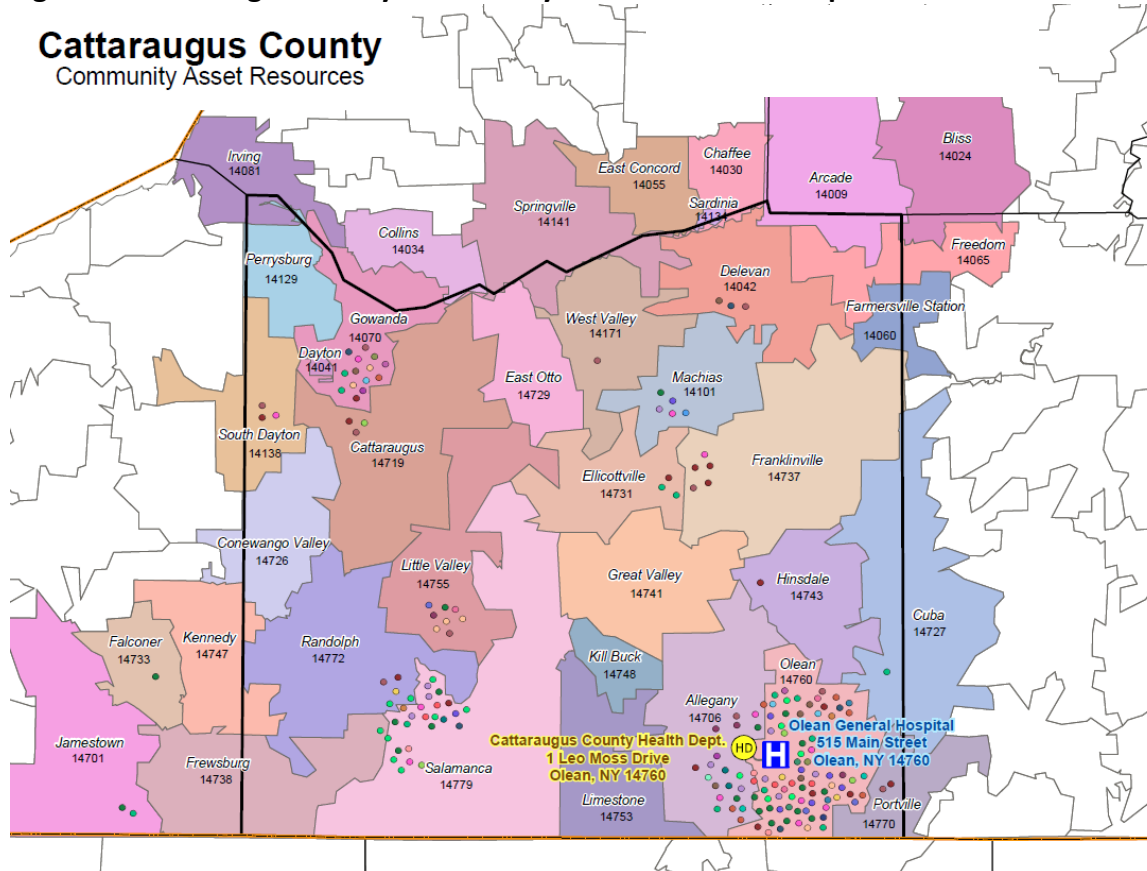 Cattaraugus County
Community Asset Resources
Irving
14081
Collins
14034
Springville
14141
East Concord
14055
Chaffee
14030
Sardinia
14134
Arcade
14009
Bliss
14024
Perrysburg
14129
Gowanda
14070
Dayton
14041
Delevan
14042
Freedom
14065
Farmersville Station
14060
West Valley
14171
Machias
14101
East Otto
14729
South Dayton
14138
Cattaraugus
14719
Ellicottville
14731
Franklinville
14737
Conewango Valley
14726
Little Valley
14755
Great Valley
14741
Hinsdale
14743
Cuba
14727
Falconer
14733
Kennedy
14747
Randolph
14772
Kill Buck
14748
Olean
14760
Allegany
14706
Jamestown
14701
Frewsburg
14738
Salamanca
14779
Cattaraugus County Health Dept.
1 Leo Moss Drive
Olean, NY 14760
HD
H
Olean General Hospital
515 Main Street
Olean, NY 14760
Limestone
14753
Portville
14770